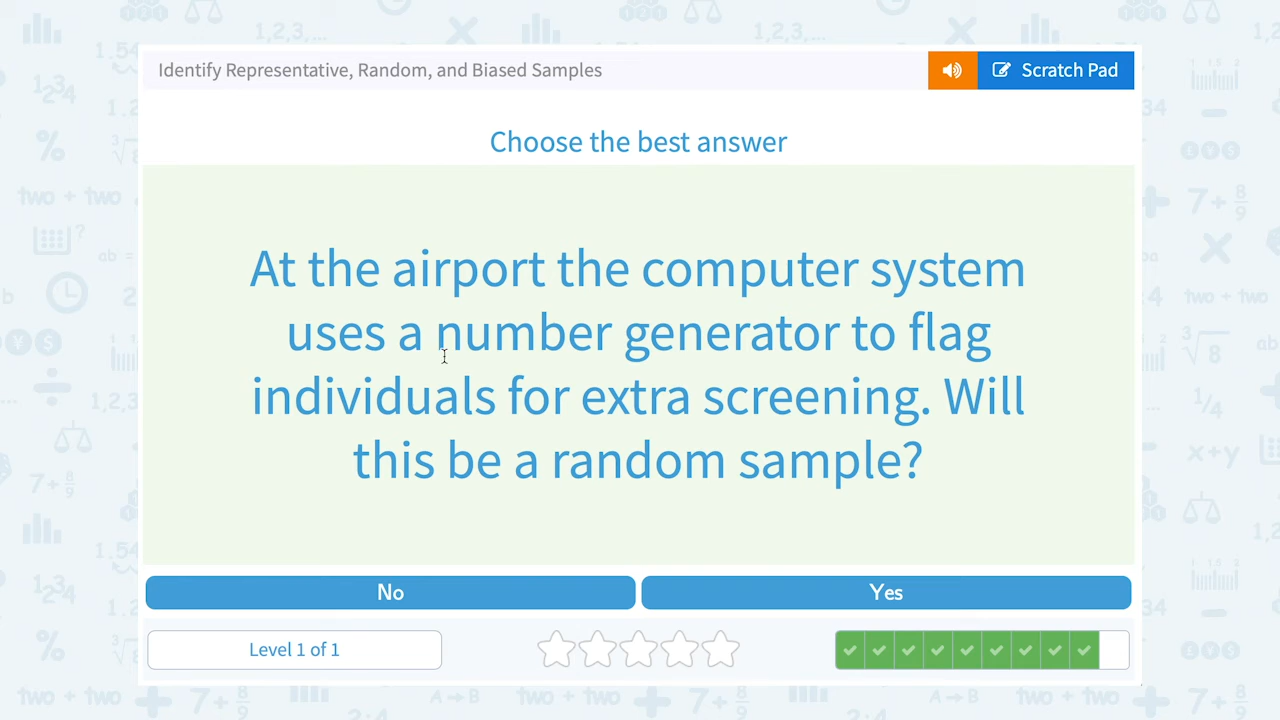 Identify Representative, Random, and Biased Samples
Scratch Pad
Choose the best answer
At the airport the computer system
uses a number generator to flag
individuals for extra screening. Will
this be a random sample?
No
Yes
Level 1 of 1